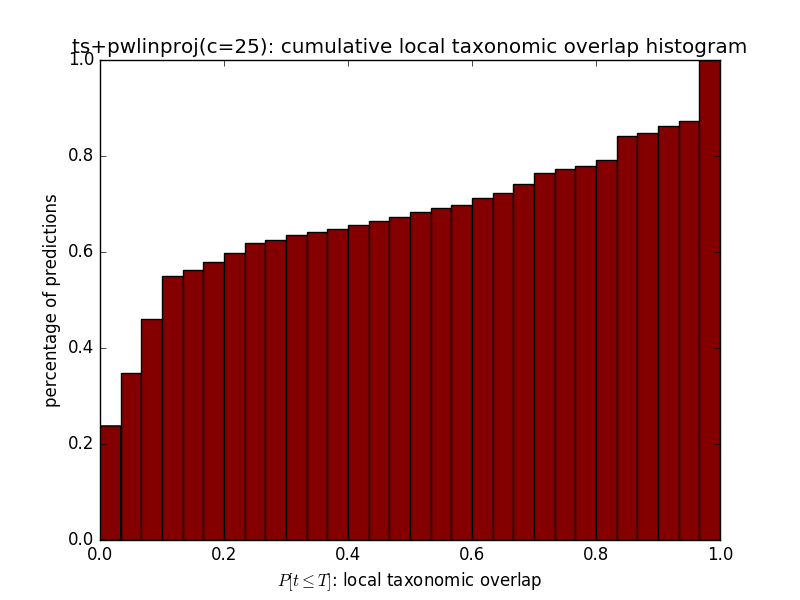 ts+pwlinproj(c=25): cumulative local taxonomic overlap histogram
1.0
0.8
0.6
0.4
0.2
0.0
percentage of predictions
0.0 0.2 0.4 0.6 0.8 1.0
P[t ≤ T]: local taxonomic overlap